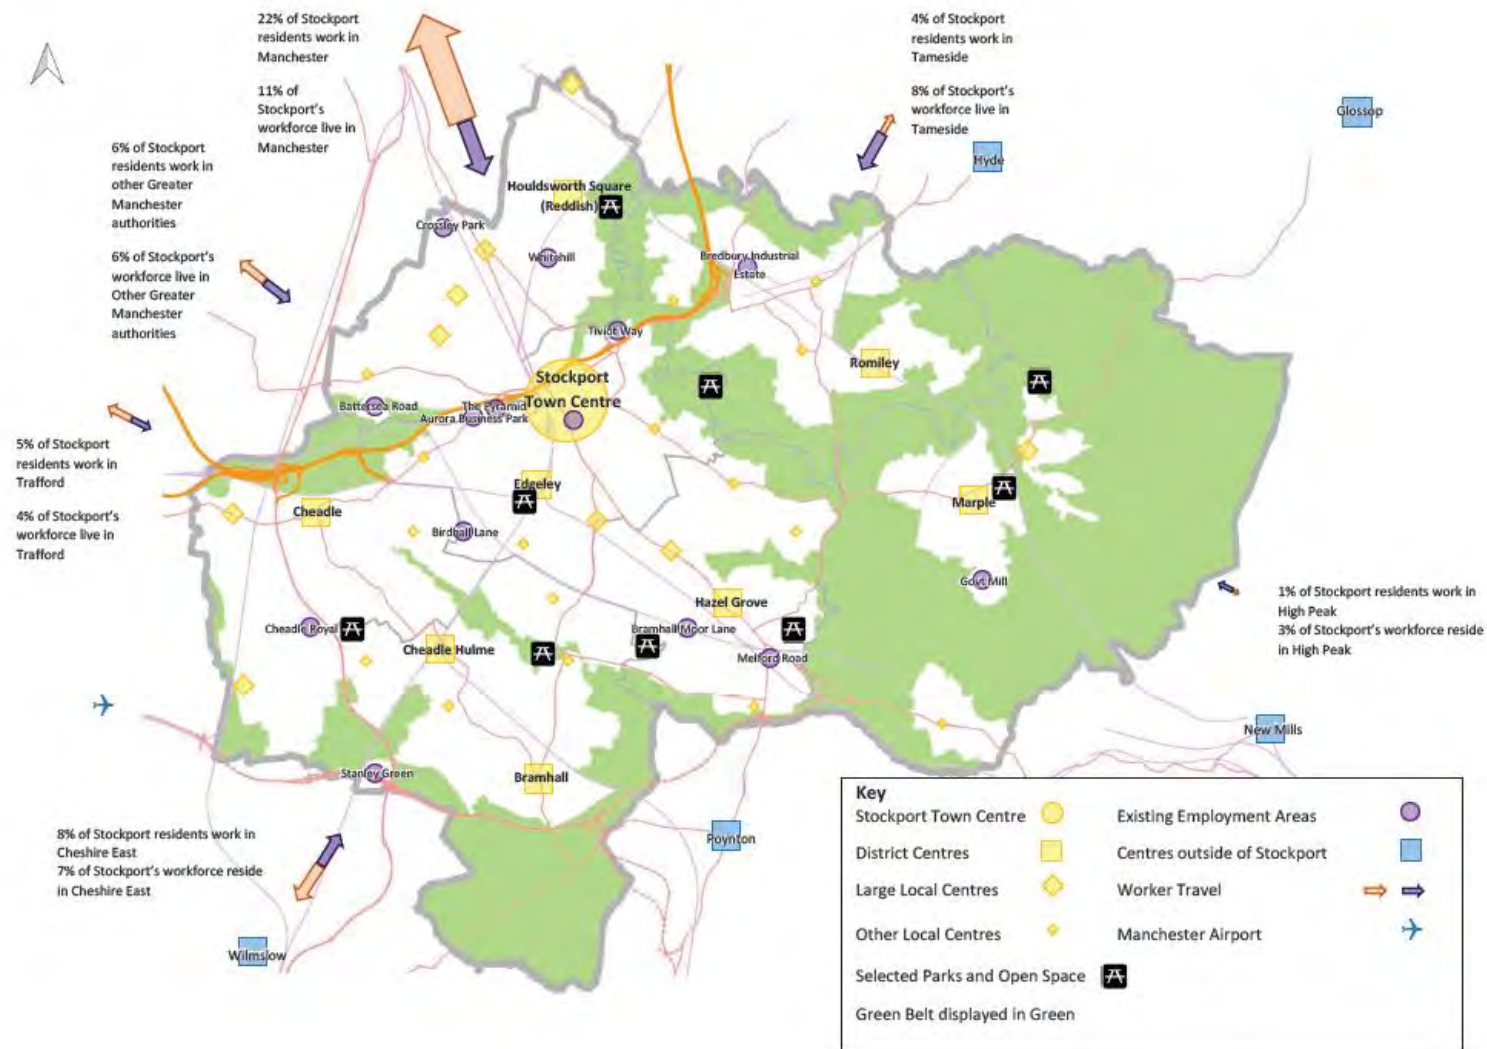 22% of Stockport
residents work in
Manchester
11% of
Stockport's
workforce live in
Manchester
4% of Stockport
residents work in
Tameside
8% of Stockport's
workforce live in
Tameside
Glossop
Hyde
6% of Stockport
residents work in
other Greater
Manchester
authorities
6% of Stockport's
workforce live in
Other Greater
Manchester
authorities
Houldsworth Square
(Reddish)
Crossley Park
Whitehill
Bredbury Industrial
Estate
Tiviot Way
Romiley
Stockport
Town Centre
Battersea Road
The Pyramid
Aurora Business Park
5% of Stockport
residents work in
Trafford
4% of Stockport's
workforce live in
Trafford
Edgeley
Cheadle
Marple
Birdhall Lane
Goyt Mill
1% of Stockport residents work in
High Peak
3% of Stockport's workforce reside
in High Peak
Hazel Grove
Cheadle Royal
Bramhall Moor Lane
Cheadle Hulme
Melford Road
New Mills
Stanley Green
Bramhall
8% of Stockport residents work in
Cheshire East
7% of Stockport's workforce reside
in Cheshire East
Poynton
Wilmslow
Key
Stockport Town Centre
Existing Employment Areas
District Centres
Centres outside of Stockport
Large Local Centres
Worker Travel
Other Local Centres
Manchester Airport
Selected Parks and Open Space
Green Belt displayed in Green